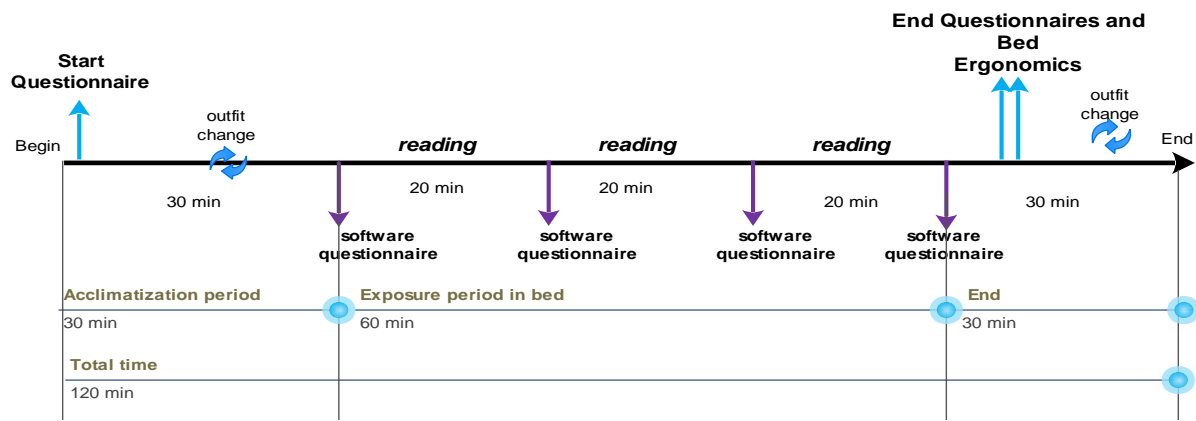 End Questionnaires and
Bed
Ergonomics
Start
Questionnaire
outfit
change
outfit
change
Begin
reading
reading
reading
End
30 min
20 min
20 min
20 min
30 min
software
questionnaire
software
questionnaire
software
questionnaire
software
questionnaire
Acclimatization period
Exposure period in bed
End
30 min
60 min
30 min
Total time
120 min